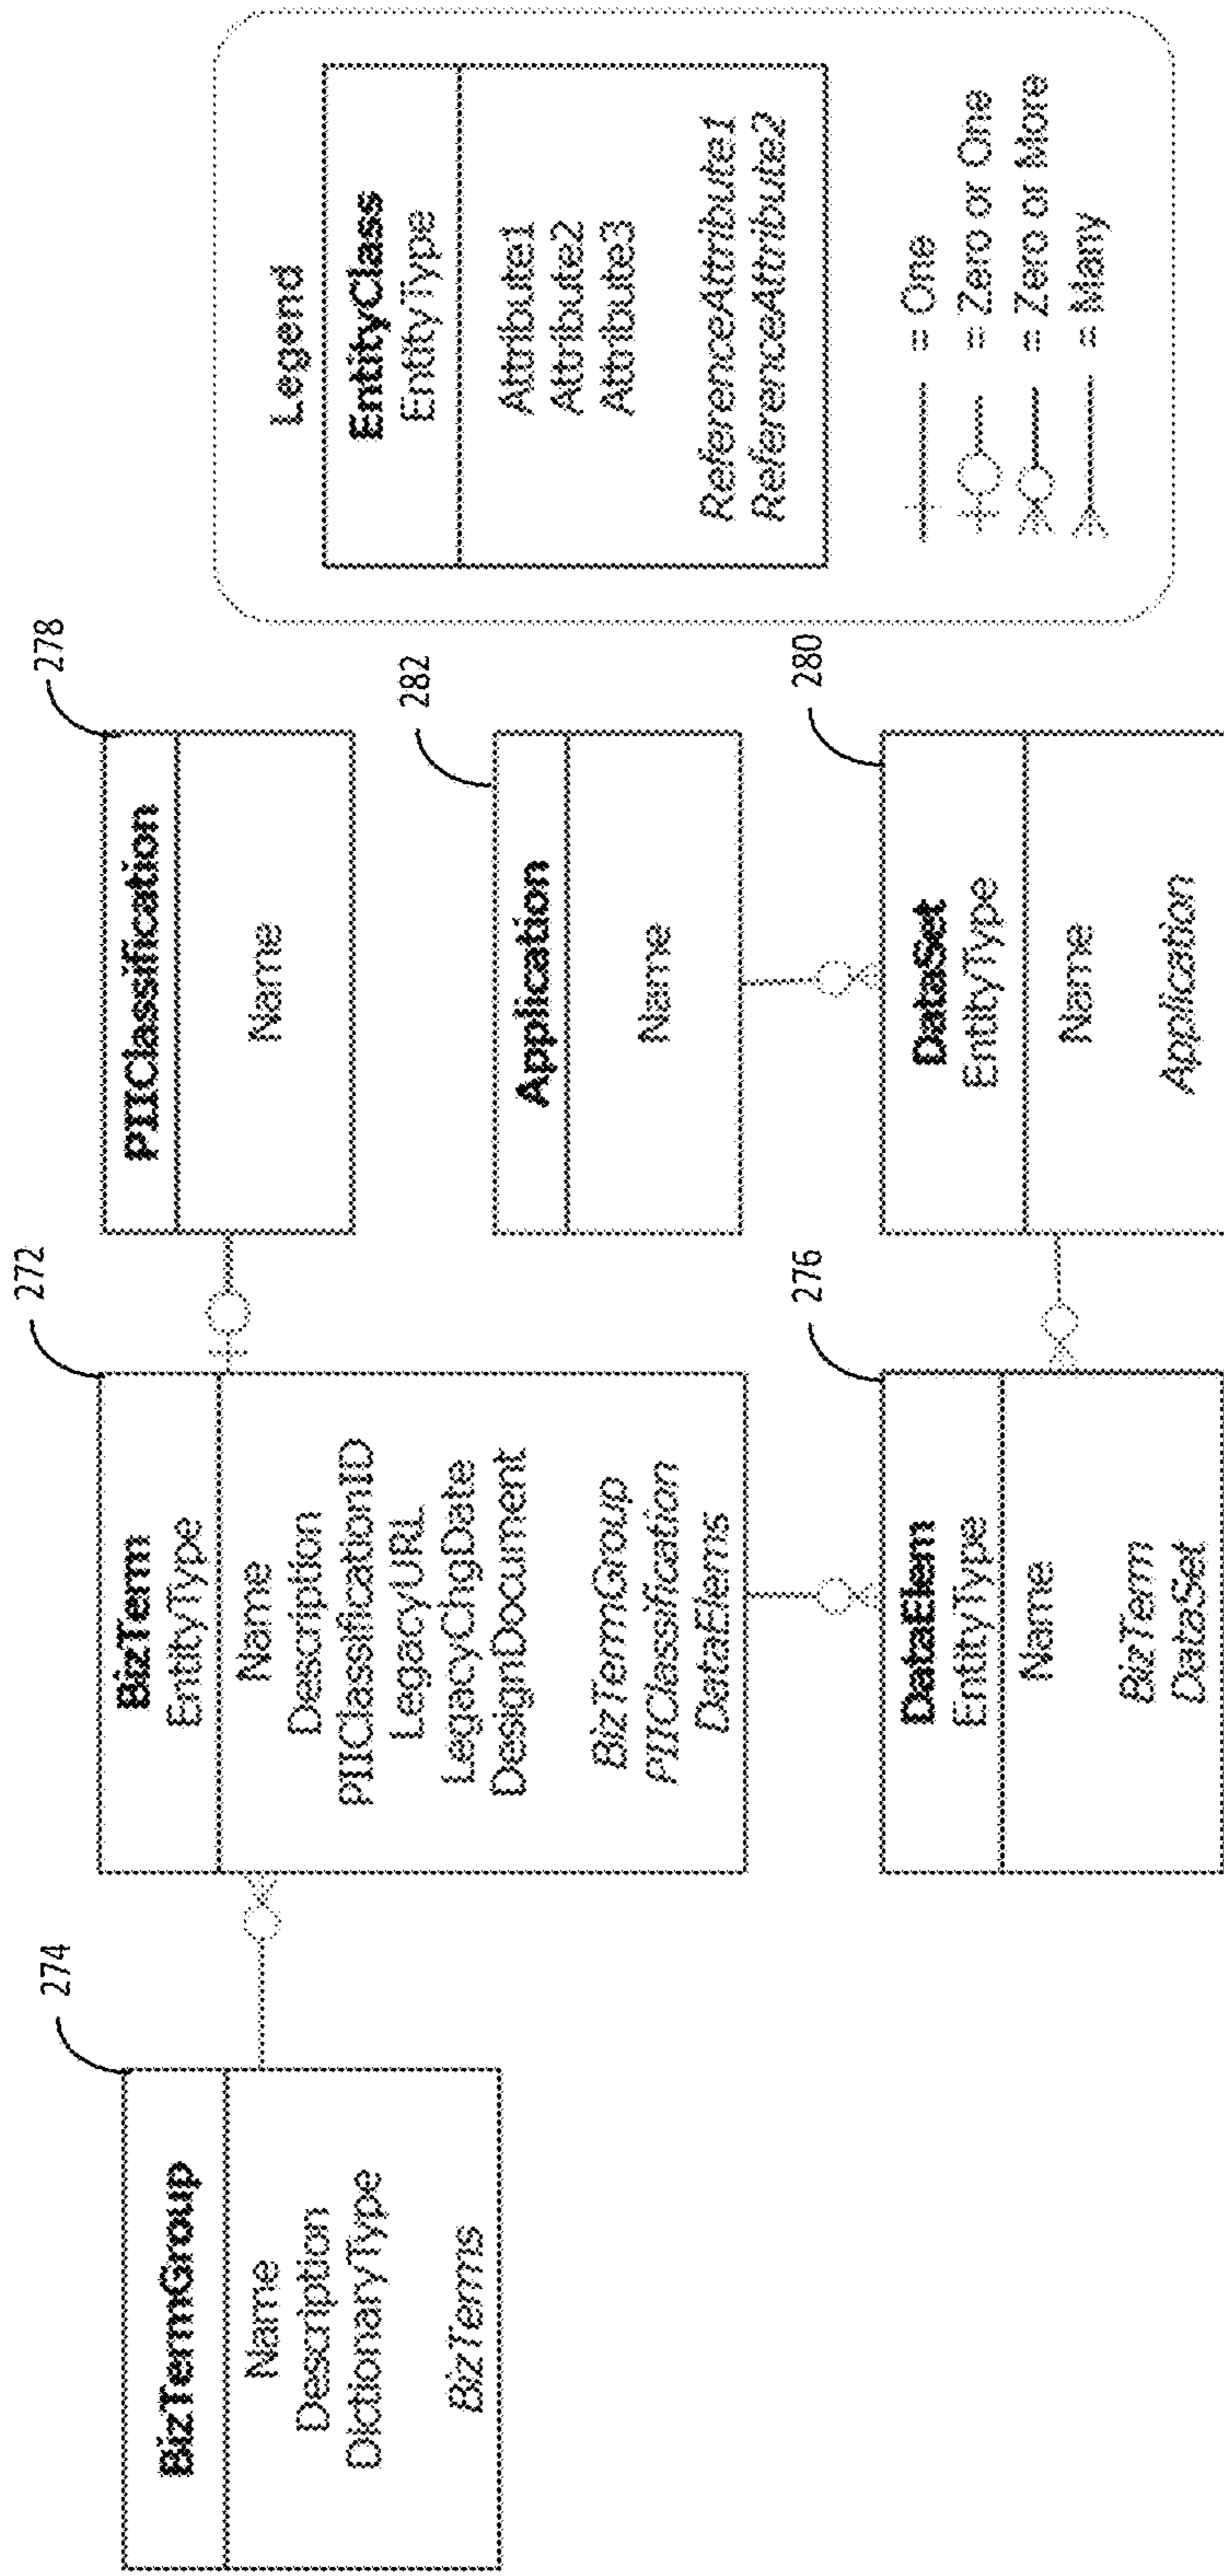 274
BizTermGroup
Name
Description
DictionaryType
BizTerms
272
BizTerm
EntityType
Name
Description
PIIClassificationID
LegacyURL
LegacyChgDate
DesignDocument
BizTermGroup
PIIClassification
DataElems
276
DataElem
EntityType
Name
BizTerm
DataSet
278
PIIClassification
Name
282
Application
Name
280
DataSet
EntityType
Name
Application
Legend
EntityClass
EntityType
Attribute1
Attribute2
Attribute3
ReferenceAttribute1
ReferenceAttribute2
= One
= Zero or One
= Zero or More
= Many